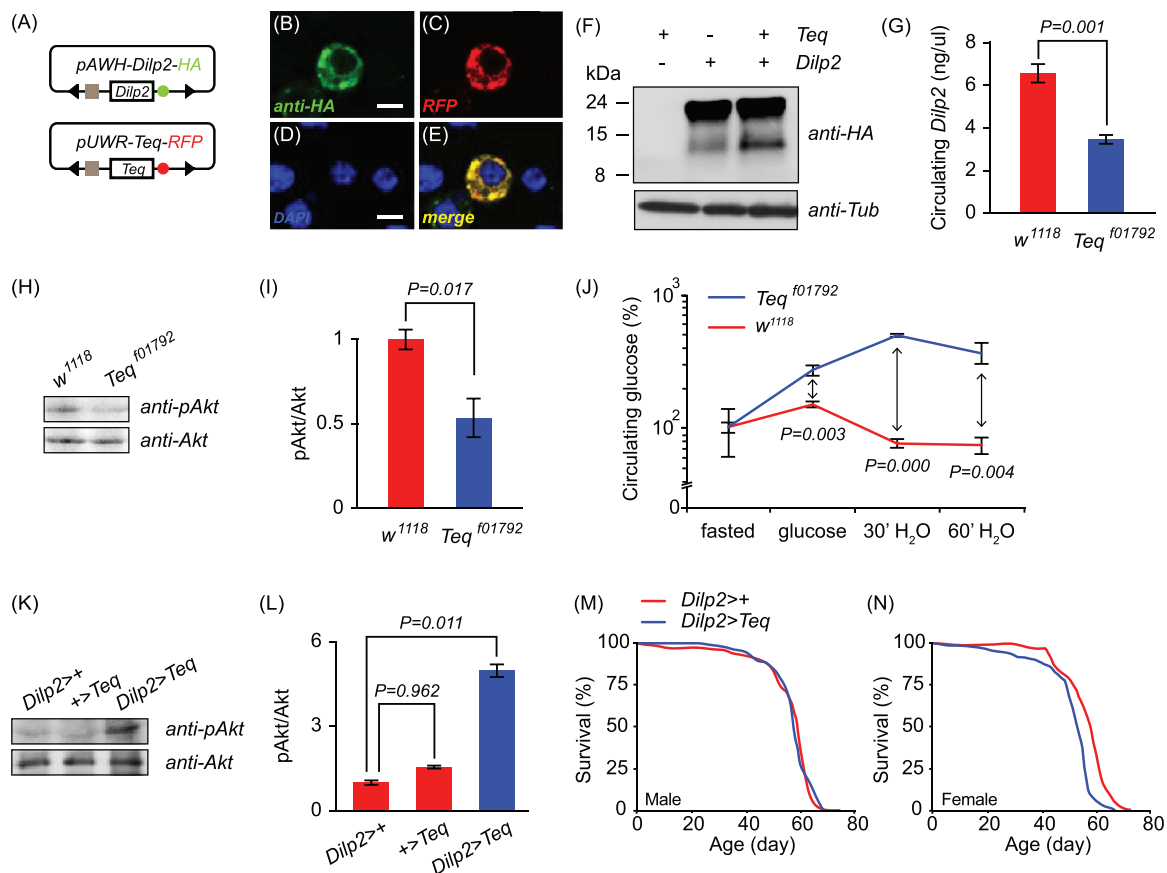 (A)
pAWH-Dilp2-HA
Dilp2
pUWR-Teq-RFP
Teq
(B)
anti-HA
(C)
RFP
(D)
DAPI
(E)
merge
(F)
+ - + Teq
- + + Dilp2
kDa
24
15
8
anti-HA
anti-Tub
(G)
Circulating Dilp2 (ng/ul)
8
6
4
2
0
P=0.001
w1118 Teq f01792
(H)
w1118 Teq f01792
anti-pAkt
anti-Akt
(I)
pAkt/Akt
1
0.5
0
P=0.017
w1118 Teq f01792
(J)
Circulating glucose (%)
10³
10²
0
Teq f01792
w1118
P=0.003
P=0.000
P=0.004
fasted glucose 30' H₂O 60' H₂O
(K)
Dilp2>+ +>Teq Dilp2>Teq
anti-pAkt
anti-Akt
(L)
pAkt/Akt
6
3
0
P=0.011
P=0.962
Dilp2>+ +>Teq Dilp2>Teq
(M)
Dilp2>+
Dilp2>Teq
Survival (%)
100
75
50
25
0
Male
0 20 40 60 80
Age (day)
(N)
Survival (%)
100
75
50
25
0
Female
0 20 40 60 80
Age (day)